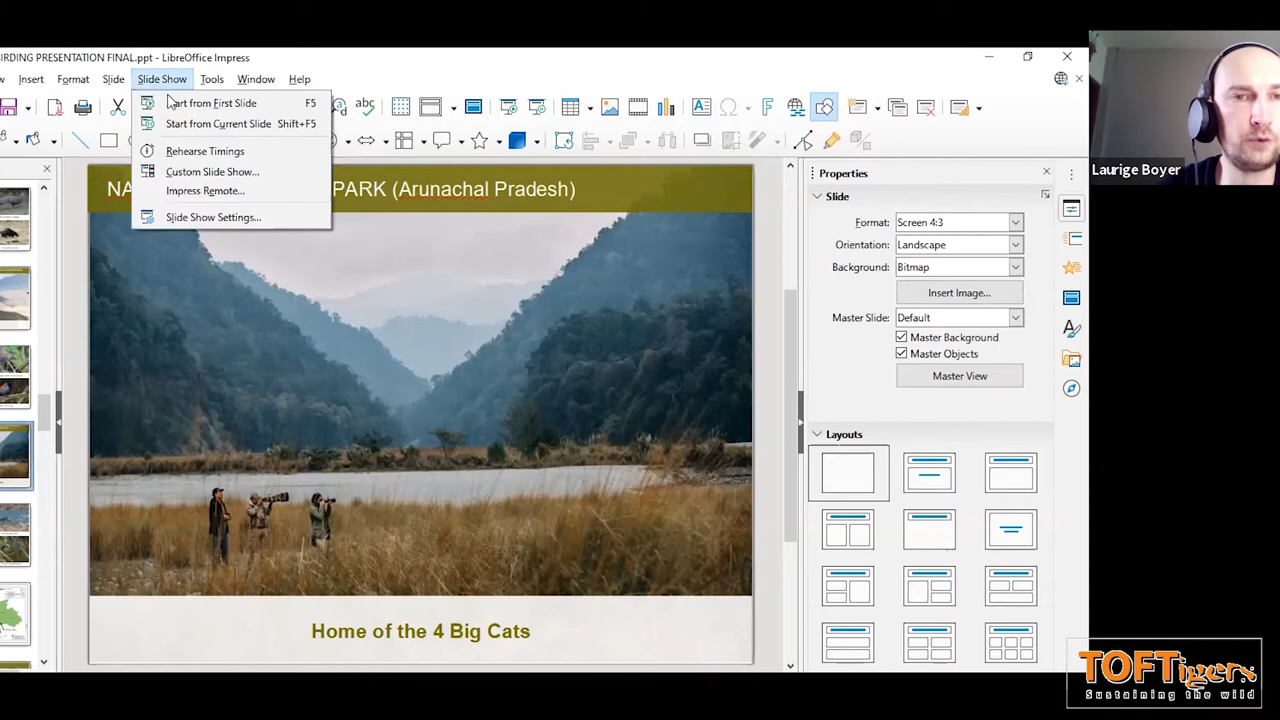 IRDING PRESENTATION FINAL.ppt - LibreOffice Impress
w Insert Format Slide Slide Show Tools Window Help
Start from First Slide F5
Start from Current Slide Shift+F5
Rehearse Timings
Custom Slide Show...
Impress Remote...
Slide Show Settings...
NA PARK (Arunachal Pradesh)
Home of the 4 Big Cats
Properties
Slide
Format: Screen 4:3
Orientation: Landscape
Background: Bitmap
Insert Image...
Master Slide: Default
Master Background
Master Objects
Master View
Layouts
Laurige Boyer
TOFTigers
Sustaining the wild